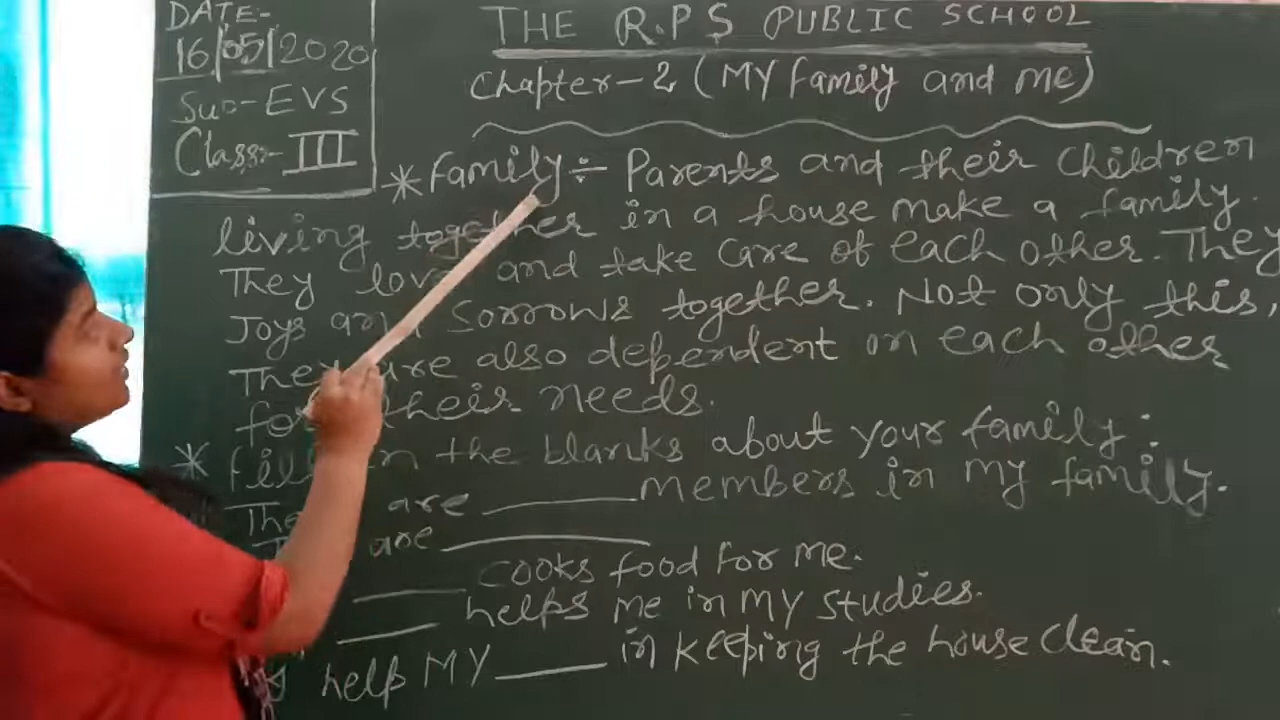 DATE:-
16/05/2020
Sub-EVS
Class:-III
THE R.P.S PUBLIC SCHOOL
Chapter-2 (My family and me)
* Family÷ Parents and their children
living together in a house make a family.
They love and take care of each other. They
Joys and Sorrows together. Not only this,
They are also dependent on each other
for their needs.
* fill in the blanks about your family:
The are ______ members in my family.
are ______
______ cooks food for me.
______ helps me in my studies.
help My ______ in keeping the house clean.